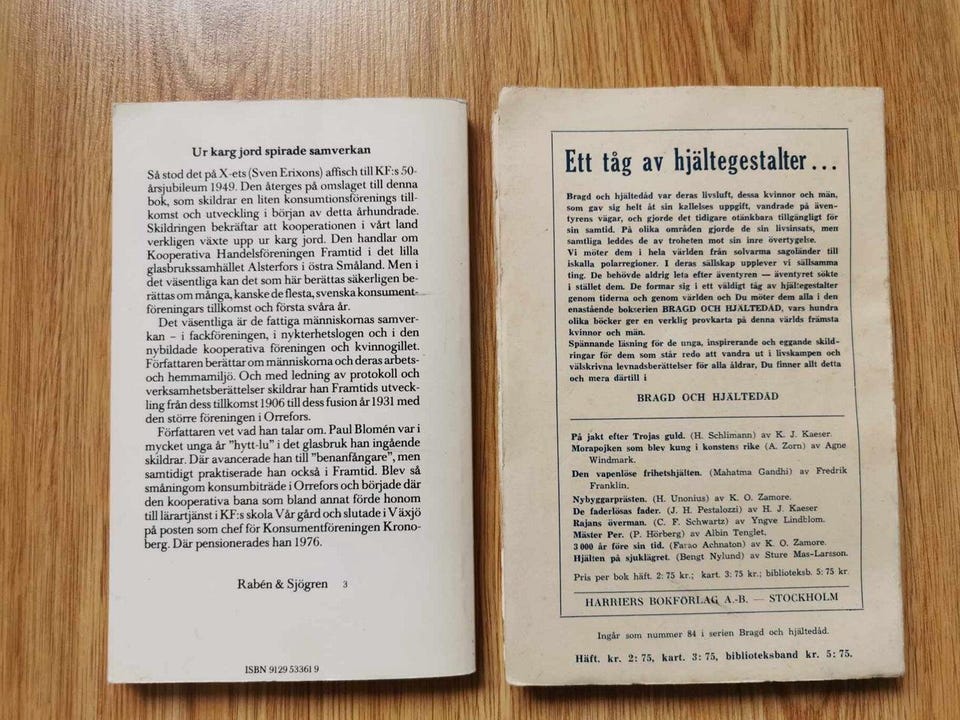 Ur karg jord spirade samverkan
Så stod det på X-ets (Sven Erixons) affisch till KF:s 50-
årsjubileum 1949. Den återges på omslaget till denna
bok, som skildrar en liten konsumtionsförenings till-
komst och utveckling i början av detta århundrade.
Skildringen bekräftar att kooperationen i vårt land
verkligen växte upp ur karg jord. Den handlar om
Kooperativa Handelsföreningen Framtid i det lilla
glasbrukssamhället Alsterfors i östra Småland. Men i
det väsentliga kan det som här berättas säkerligen be-
rättas om många, kanske de flesta, svenska konsument-
föreningars tillkomst och första svåra år.
Det väsentliga är de fattiga människornas samver-
kan – i fackföreningen, i nykterhetslogen och i den
nybildade kooperativa föreningen och kvinnogillet.
Författaren berättar om människorna och deras arbets-
och hemmamiljö. Och med ledning av protokoll och
verksamhetsberättelser skildrar han Framtids utveck-
ling från dess tillkomst 1906 till dess fusion år 1931 med
den större föreningen i Orrefors.
Författaren vet vad han talar om. Paul Blomén var i
mycket unga år "hytt-lu" i det glasbruk han ingående
skildrar. Där avancerade han till "benanfångare", men
samtidigt praktiserade han också i Framtid. Blev så
småningom konsumbiträde i Orrefors och började där
den kooperativa bana som bland annat förde honom
till lärartjänst i KF:s skola Vår gård och slutade i Växjö
på posten som chef för Konsumentföreningen Krono-
berg. Där pensionerades han 1976.
Rabén & Sjögren 3
ISBN 9129 53361 9
Ett tåg av hjältegestalter...
Bragd och hjältedåd var deras livsluft, dessa kvinnor och män,
som gav sig helt åt sin kallelses uppgift, vandrade på även-
tyrens vägar, och gjorde det tidigare otänkbara tillgängligt för
sin samtid. På olika områden gjorde de sin livsinsats, men
samtliga leddes de av troheten mot sin inre övertygelse.
Vi möter dem i hela världen från solvarma sagoländer till
iskalla polarregioner. I deras sällskap upplever vi sällsamma
ting. De behövde aldrig leta efter äventyren — äventyret sökte
i stället dem. De formar sig i ett väldigt tåg av hjältegestalter
genom tiderna och genom världen och Du möter dem alla i den
enastående bokserien BRAGD OCH HJÄLTEDÅD, vars hundra
olika böcker ger en verklig provkarta på denna världs främsta
kvinnor och män.
Spännande läsning för de unga, inspirerande och eggande skild-
ringar för dem som står redo att vandra ut i livskampen och
välskrivna levnadsberättelser för alla åldrar, Du finner allt detta
och mera därtill i
BRAGD OCH HJÄLTEDÅD
På jakt efter Trojas guld. (H. Schlimann) av K. J. Kaeser.
Morapojken som blev kung i konstens rike (A. Zorn) av Agne
Windmark.
Den vapenlöse frihetshjälten. (Mahatma Gandhi) av Fredrik
Franklin.
Nybyggarprästen. (H. Unonius) av K. O. Zamore.
De faderlösas fader. (J. H. Pestalozzi) av H. J. Kaeser
Rajans överman. (C. F. Schwartz) av Yngve Lindblom.
Mäster Per. (P. Hörberg) av Albin Tenglet.
3 000 år före sin tid. (Farao Achnaton) av K. O. Zamore.
Hjälten på sjuklägret. (Bengt Nylund) av Sture Mas-Larsson.
Pris per bok häft. 2: 75 kr.; kart. 3: 75 kr.; biblioteksb. 5: 75 kr
HARRIERS BOKFÖRLAG A.-B. — STOCKHOLM
Ingår som nummer 84 i serien Bragd och hjältedåd.
Häft. kr. 2: 75, kart. 3: 75, biblioteksband kr. 5: 75.